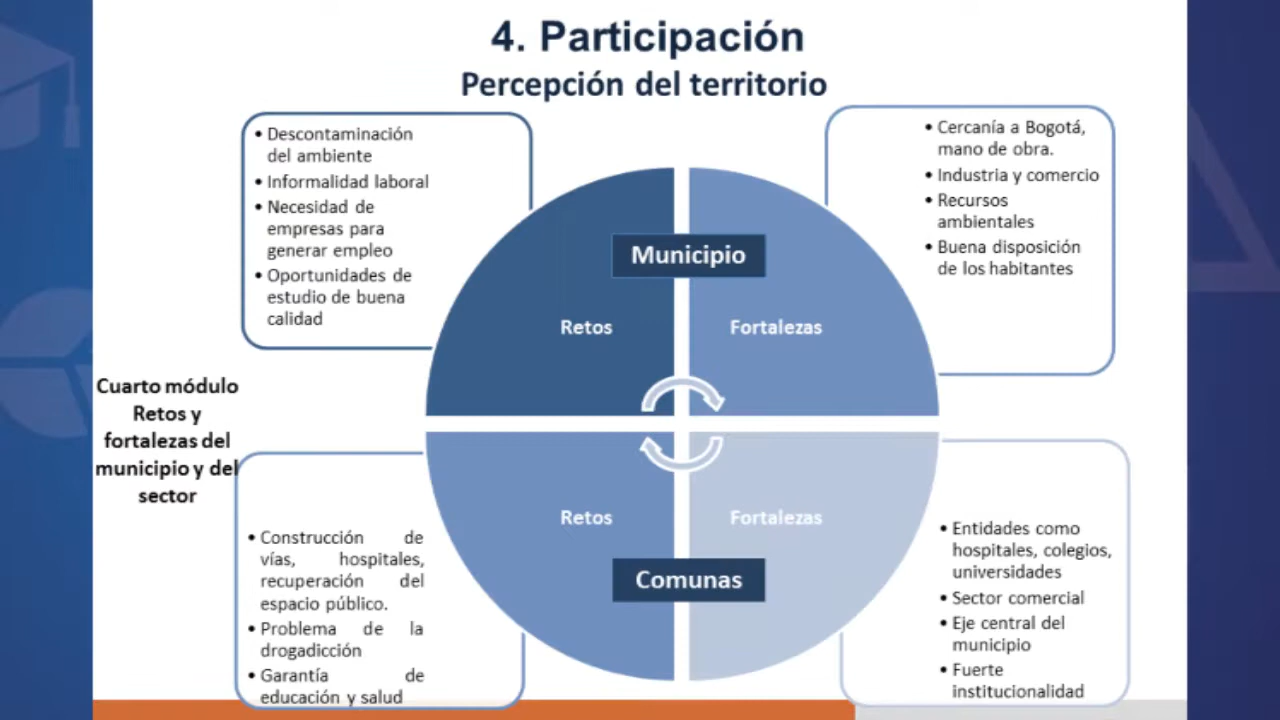 4. Participación
Percepción del territorio
• Descontaminación
del ambiente
• Informalidad laboral
• Necesidad de
empresas para
generar empleo
• Oportunidades de
estudio de buena
calidad
• Cercanía a Bogotá,
mano de obra.
• Industria y comercio
• Recursos
ambientales
• Buena disposición
de los habitantes
Municipio
Retos
Fortalezas
Cuarto módulo
Retos y
fortalezas del
municipio y del
sector
Retos
Fortalezas
Comunas
• Construcción de
vías, hospitales,
recuperación del
espacio público.
• Problema de la
drogadicción
• Garantía de
educación y salud
• Entidades como
hospitales, colegios,
universidades
• Sector comercial
• Eje central del
municipio
• Fuerte
institucionalidad